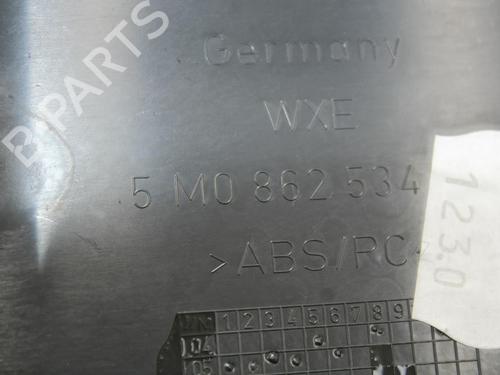 B-PARTS
Germany
WXE
5 M0 862 534
>ABS/PC<
1 2 3 4 5 6 7 8 9
04
05
123.0